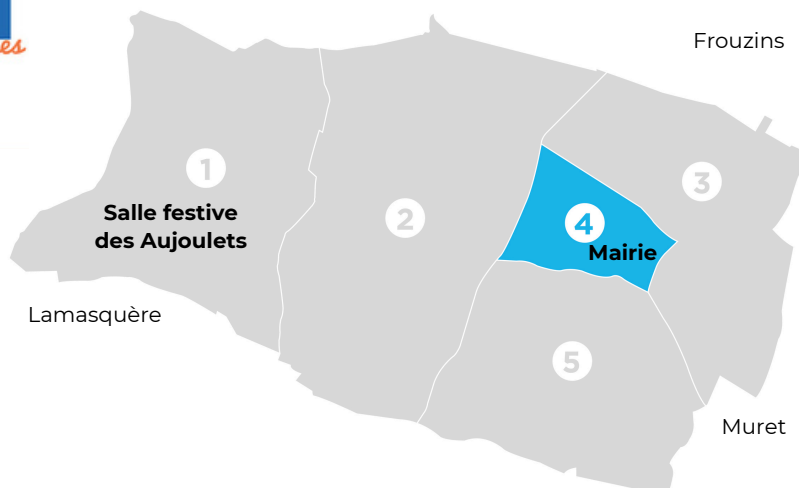 Frouzins
1
Salle festive
des Aujoulets
2
3
4
Mairie
Lamasquère
5
Muret